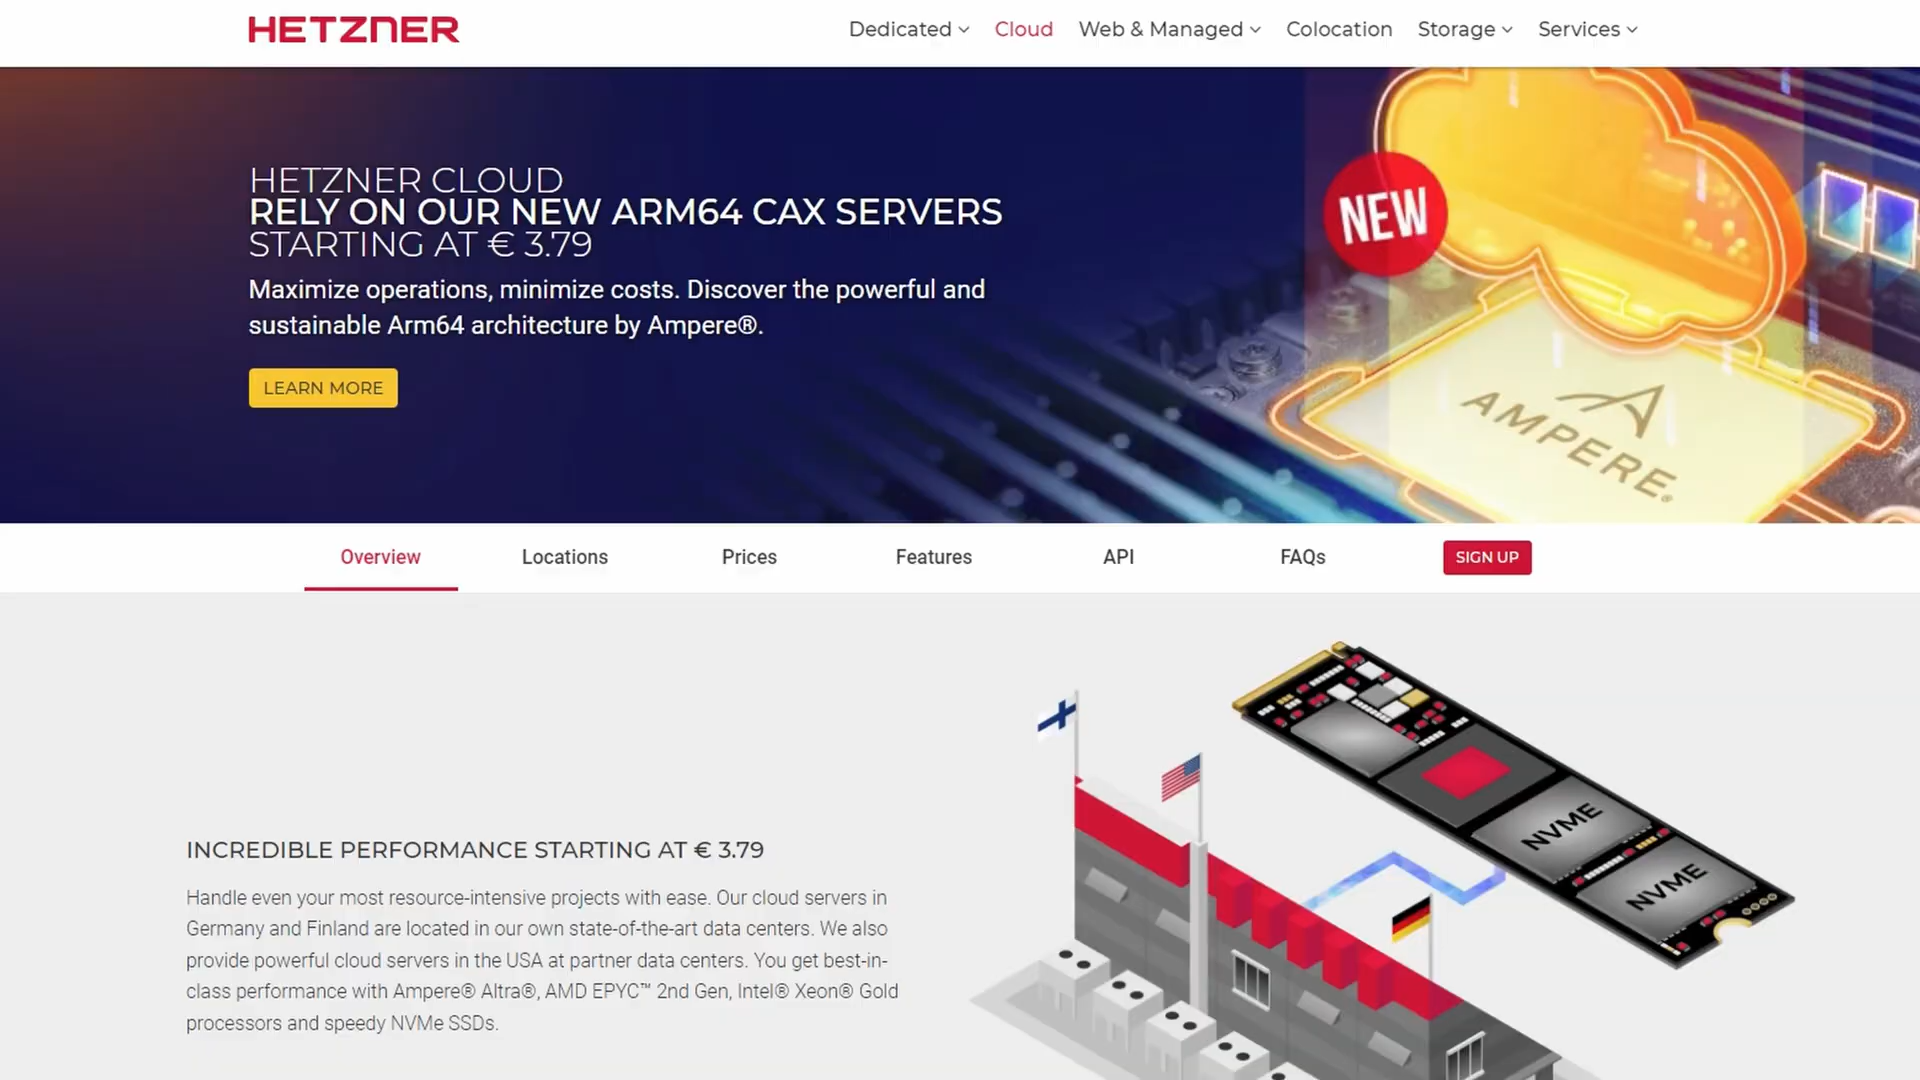 HETZNER
Dedicated Cloud Web & Managed Colocation Storage Services
HETZNER CLOUD
RELY ON OUR NEW ARM64 CAX SERVERS
STARTING AT € 3.79
Maximize operations, minimize costs. Discover the powerful and
sustainable Arm64 architecture by Ampere®.
LEARN MORE
NEW
AMPERE®
Overview Locations Prices Features API FAQs SIGN UP
NVME
NVME
INCREDIBLE PERFORMANCE STARTING AT € 3.79
Handle even your most resource-intensive projects with ease. Our cloud servers in
Germany and Finland are located in our own state-of-the-art data centers. We also
provide powerful cloud servers in the USA at partner data centers. You get best-in-
class performance with Ampere® Altra®, AMD EPYC™ 2nd Gen, Intel® Xeon® Gold
processors and speedy NVMe SSDs.